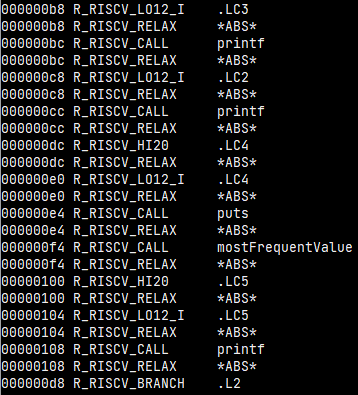 000000b8 R_RISCV_LO12_I    .LC3
000000b8 R_RISCV_RELAX     *ABS*
000000bc R_RISCV_CALL      printf
000000bc R_RISCV_RELAX     *ABS*
000000c8 R_RISCV_LO12_I    .LC2
000000c8 R_RISCV_RELAX     *ABS*
000000cc R_RISCV_CALL      printf
000000cc R_RISCV_RELAX     *ABS*
000000dc R_RISCV_HI20      .LC4
000000dc R_RISCV_RELAX     *ABS*
000000e0 R_RISCV_LO12_I    .LC4
000000e0 R_RISCV_RELAX     *ABS*
000000e4 R_RISCV_CALL      puts
000000e4 R_RISCV_RELAX     *ABS*
000000f4 R_RISCV_CALL      mostFrequentValue
000000f4 R_RISCV_RELAX     *ABS*
00000100 R_RISCV_HI20      .LC5
00000100 R_RISCV_RELAX     *ABS*
00000104 R_RISCV_LO12_I    .LC5
00000104 R_RISCV_RELAX     *ABS*
00000108 R_RISCV_CALL      printf
00000108 R_RISCV_RELAX     *ABS*
000000d8 R_RISCV_BRANCH    .L2